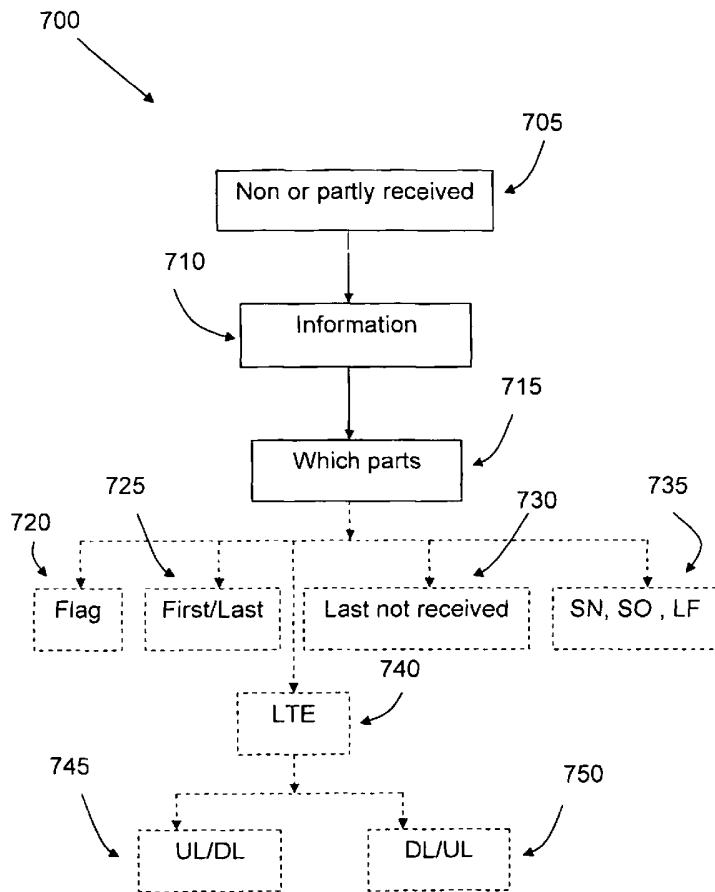 700
705
Non or partly received
710
Information
715
Which parts
725
730
735
720
Flag
First/Last
Last not received
SN, SO , LF
740
LTE
745
750
UL/DL
DL/UL